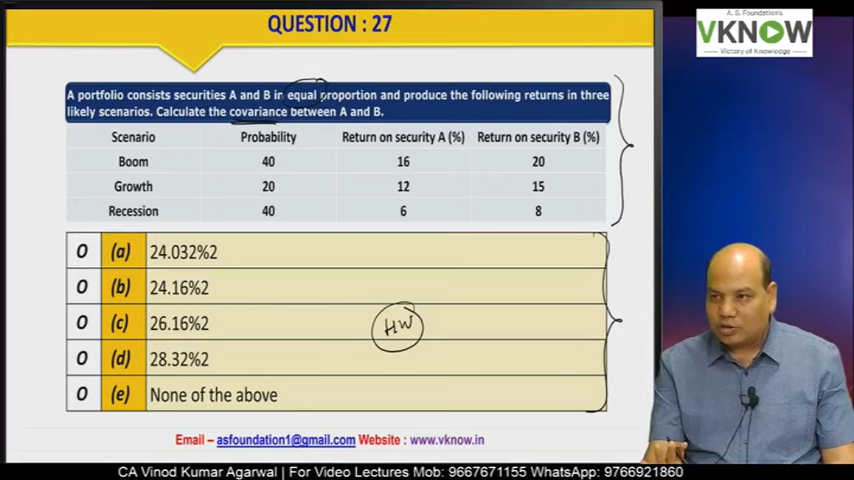 QUESTION : 27
A. S. Foundation's
VKNOW
Victory of Knowledge
A portfolio consists securities A and B in equal proportion and produce the following returns in three
likely scenarios. Calculate the covariance between A and B.
Scenario Probability Return on security A (%) Return on security B (%)
Boom 40 16 20
Growth 20 12 15
Recession 40 6 8
O (a) 24.032%2
O (b) 24.16%2
O (c) 26.16%2
HW
O (d) 28.32%2
O (e) None of the above
Email – asfoundation1@gmail.com Website : www.vknow.in
CA Vinod Kumar Agarwal | For Video Lectures Mob: 9667671155 WhatsApp: 9766921860